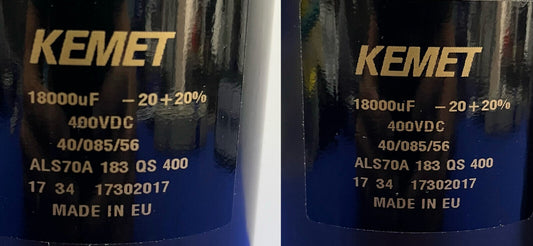 KEMET
18000uF −20+20%
400VDC
40/085/56
ALS70A 183 QS 400
17 34 17302017
MADE IN EU
KEMET
18000uF −20+20%
400VDC
40/085/56
ALS70A 183 QS 400
17 34 17302017
MADE IN EU